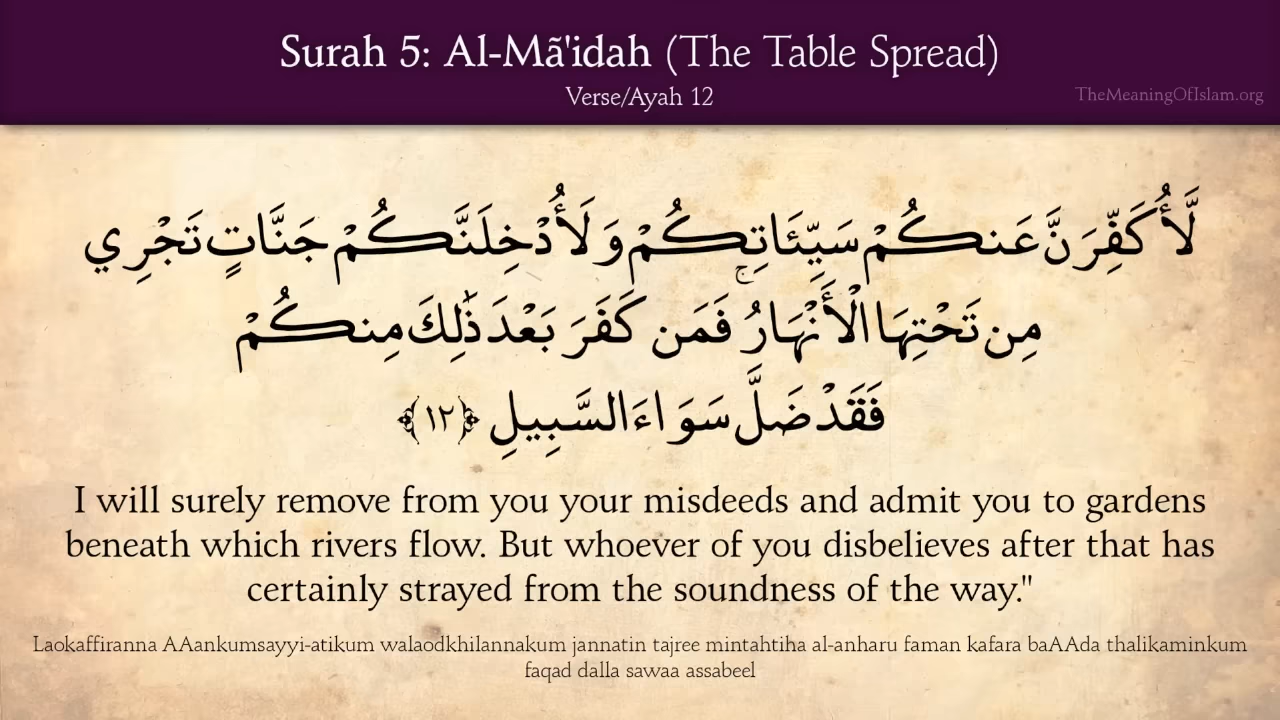 Surah 5: Al-Mã'idah (The Table Spread)
Verse/Ayah 12
TheMeaningOfIslam.org
لَّأُكَفِّرَنَّ عَنكُمْ سَيِّئَاتِكُمْ وَلَأُدْخِلَنَّكُمْ جَنَّاتٍ تَجْرِي
مِن تَحْتِهَا الْأَنْهَارُ ۚ فَمَن كَفَرَ بَعْدَ ذَٰلِكَ مِنكُمْ
فَقَدْ ضَلَّ سَوَاءَ السَّبِيلِ ﴿١٢﴾
I will surely remove from you your misdeeds and admit you to gardens
beneath which rivers flow. But whoever of you disbelieves after that has
certainly strayed from the soundness of the way."
Laokaffiranna AAankumsayyi-atikum walaodkhilannakum jannatin tajree mintahtiha al-anharu faman kafara baAAda thalikaminkum
faqad dalla sawaa assabeel